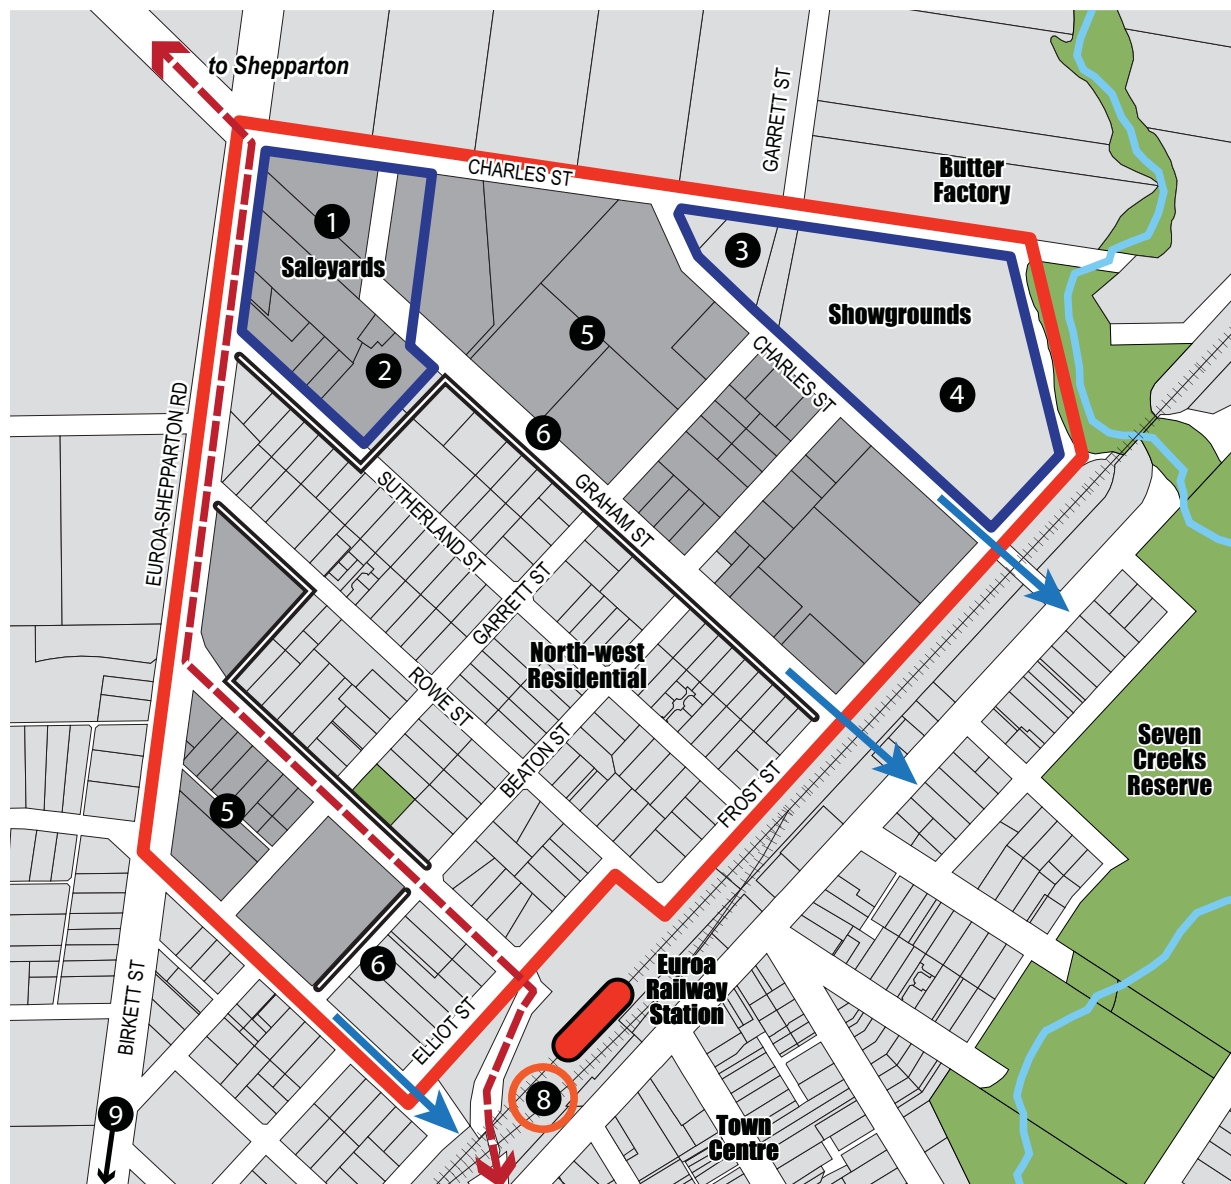 to Shepparton
GARRETT ST
CHARLES ST
Butter
Factory
1
Saleyards
3
Showgrounds
5
2
CHARLES ST
4
EURO​A-SHEPPARTON RD
6
SUTHERLAND ST
GRAHAM ST
GARRETT ST
North-west
Residential
ROWE ST
BEATON ST
FROST ST
Seven
Creeks
Reserve
5
6
Euroa
Railway
Station
BIRKETT ST
ELLIOT ST
8
9
Town
Centre